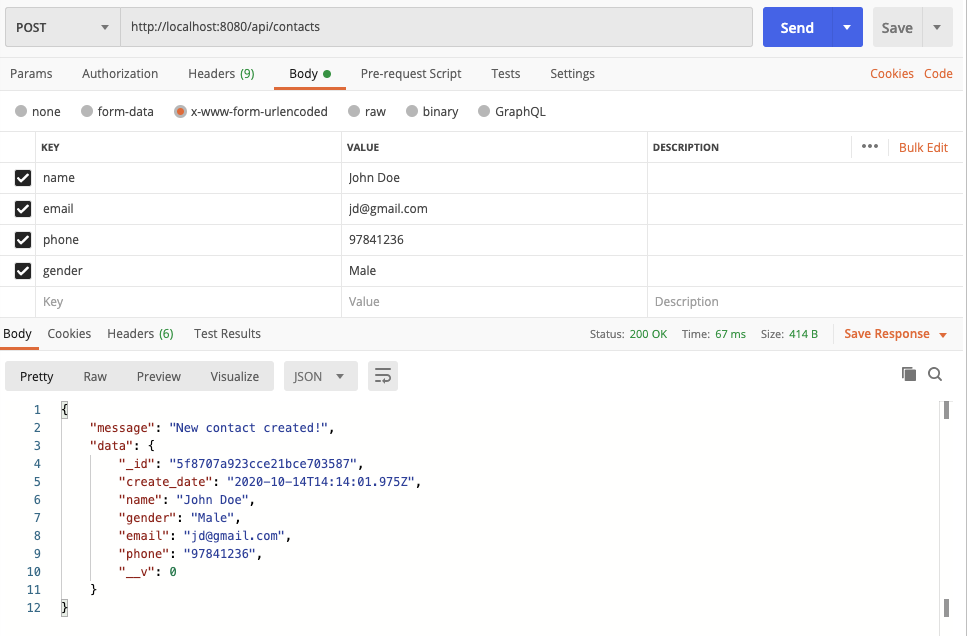 POST http://localhost:8080/api/contacts Send Save
Params Authorization Headers (9) Body Pre-request Script Tests Settings Cookies Code
none form-data x-www-form-urlencoded raw binary GraphQL
KEY VALUE DESCRIPTION ••• Bulk Edit
name John Doe
email jd@gmail.com
phone 97841236
gender Male
Key Value Description
Body Cookies Headers (6) Test Results Status: 200 OK Time: 67 ms Size: 414 B Save Response
Pretty Raw Preview Visualize JSON
1 {
2 "message": "New contact created!",
3 "data": {
4 "_id": "5f8707a923cce21bce703587",
5 "create_date": "2020-10-14T14:14:01.975Z",
6 "name": "John Doe",
7 "gender": "Male",
8 "email": "jd@gmail.com",
9 "phone": "97841236",
10 "__v": 0
11 }
12 }